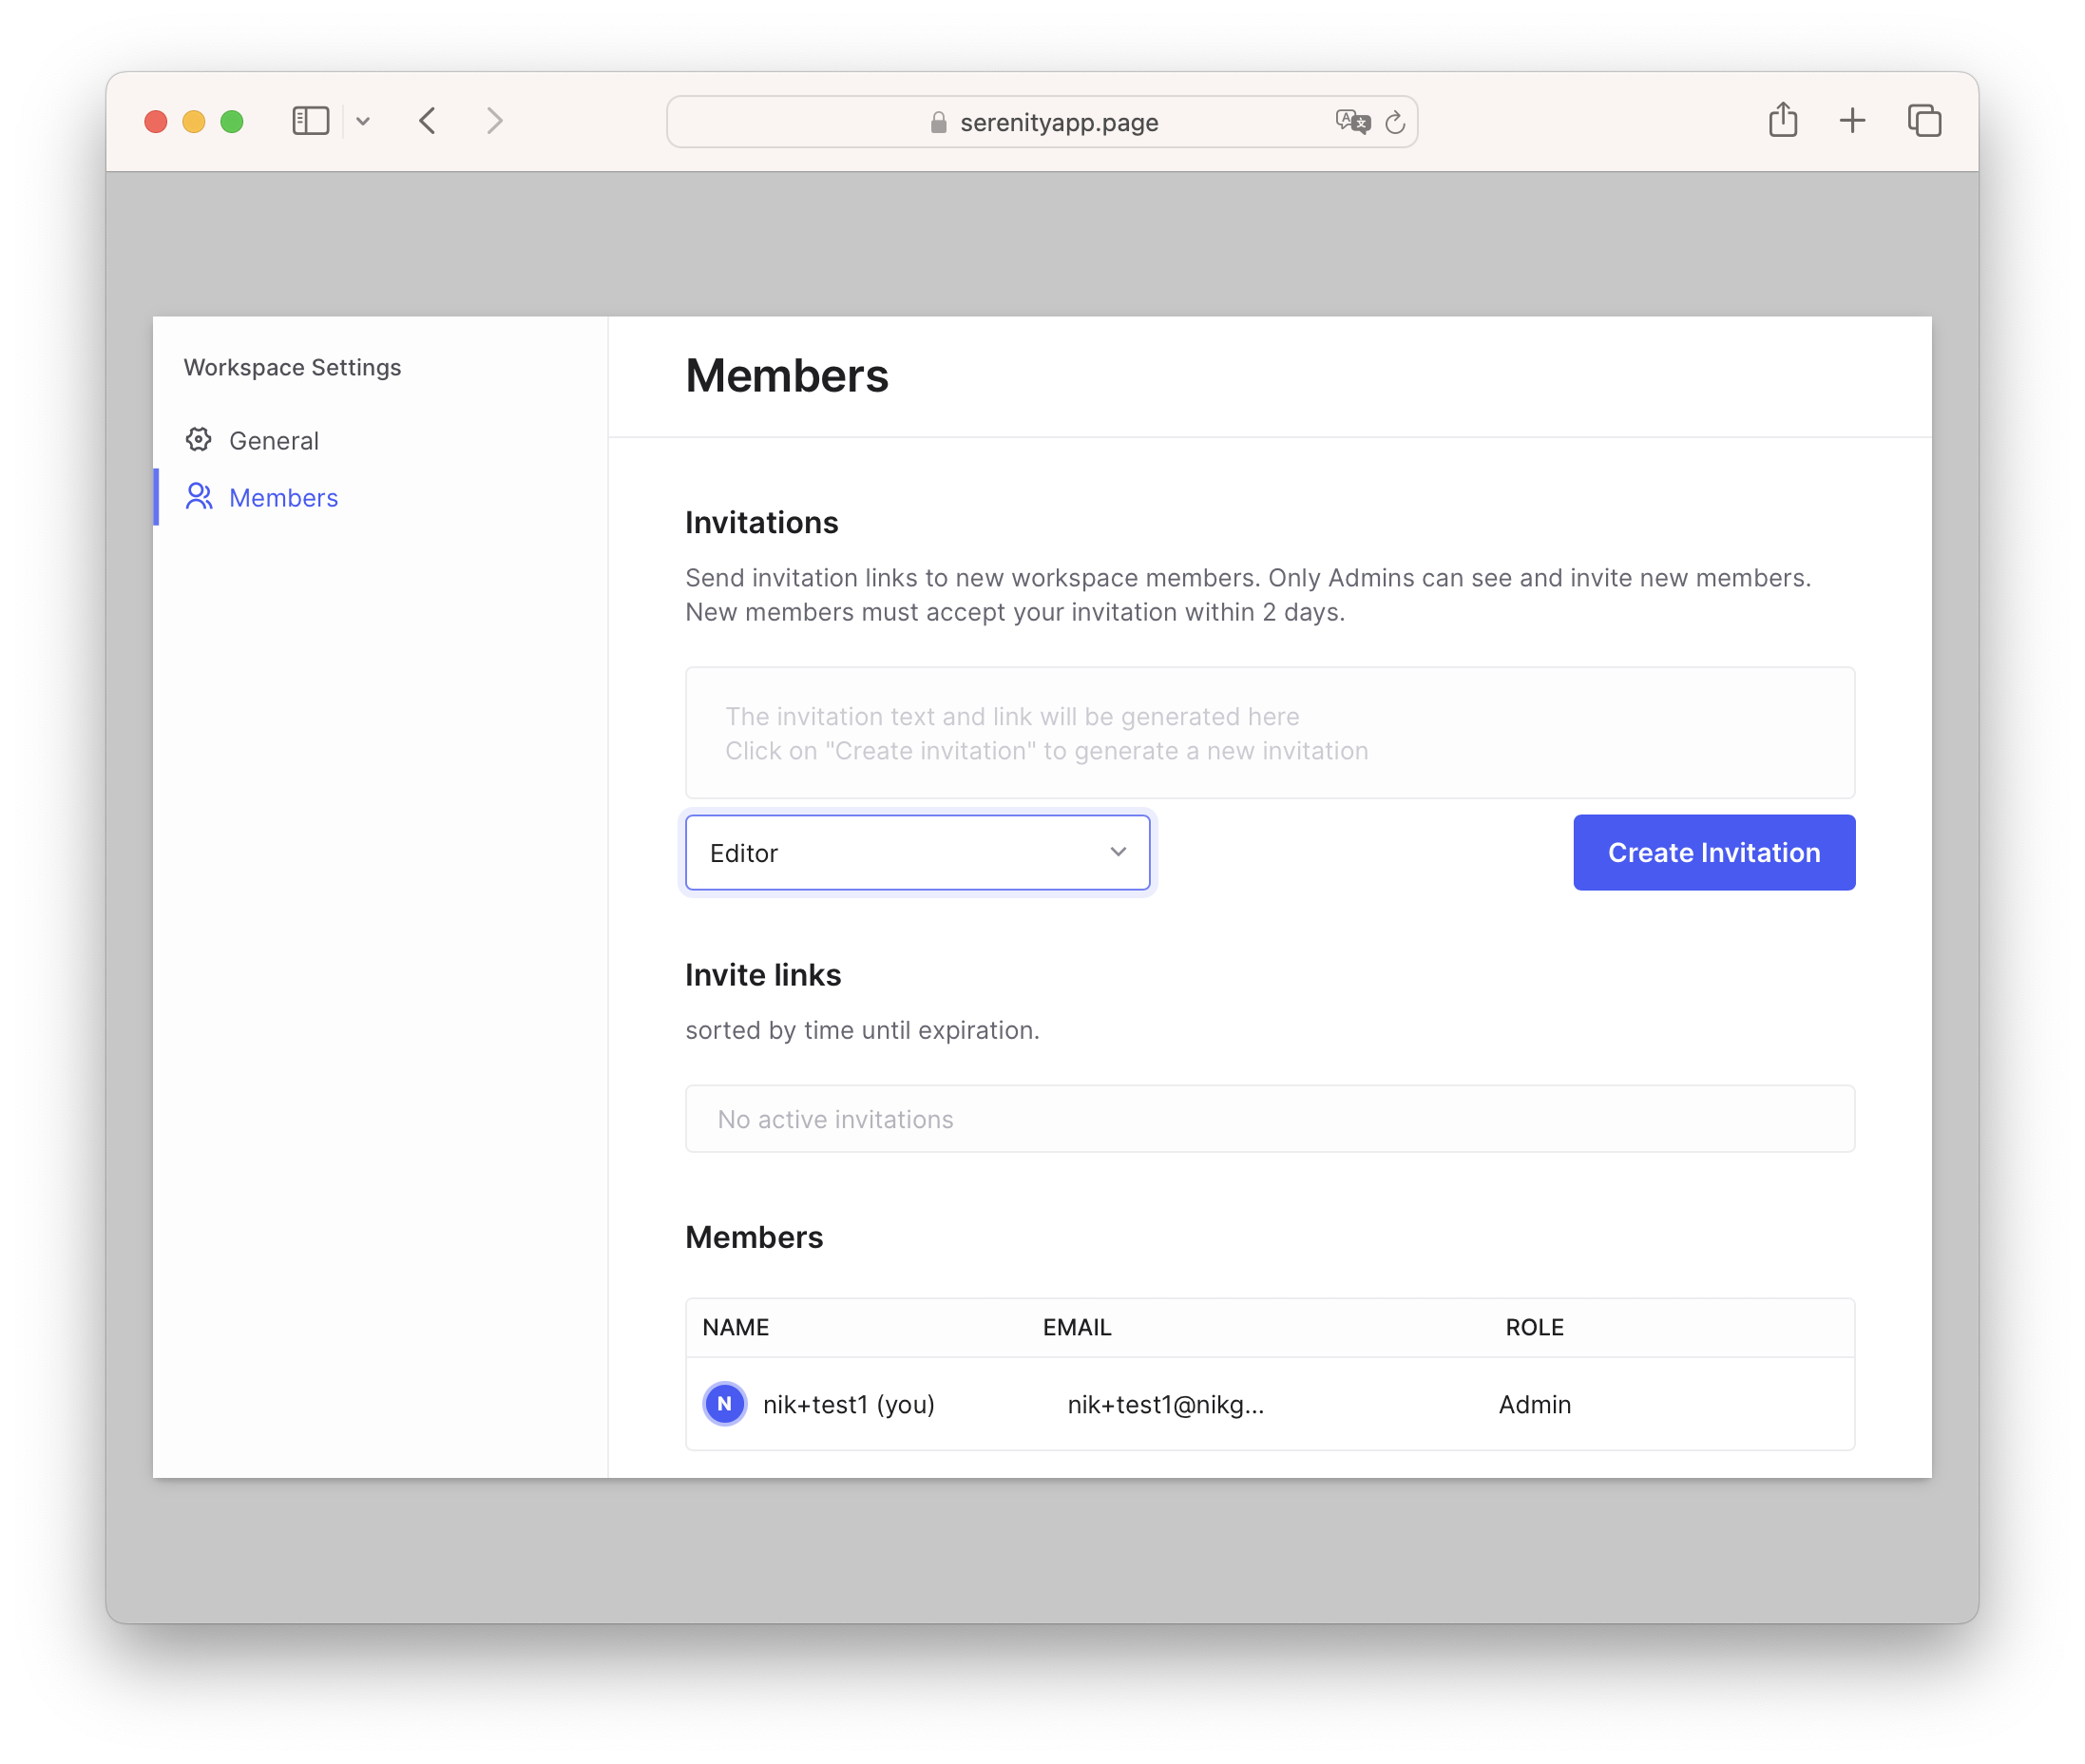 serenityapp.page
Workspace Settings
General
Members
Members
Invitations
Send invitation links to new workspace members. Only Admins can see and invite new members.
New members must accept your invitation within 2 days.
The invitation text and link will be generated here
Click on "Create invitation" to generate a new invitation
Editor
Create Invitation
Invite links
sorted by time until expiration.
No active invitations
Members
NAME EMAIL ROLE
N nik+test1 (you) nik+test1@nikg... Admin